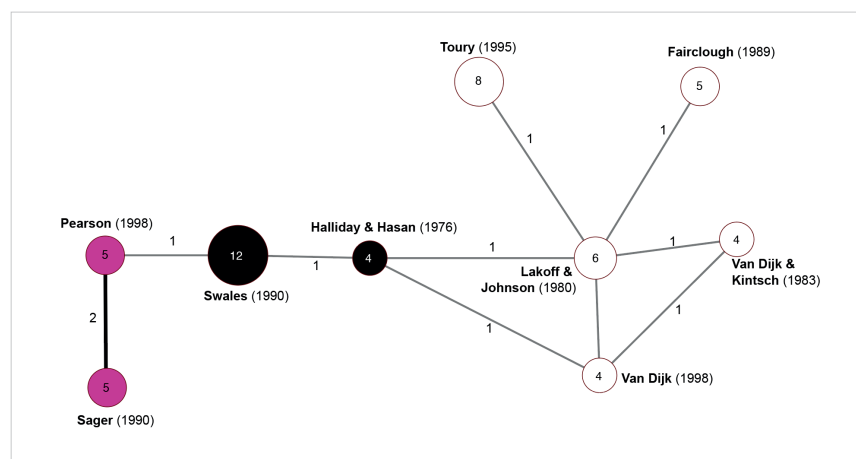 Toury (1995)
Fairclough (1989)
8
5
1
1
Pearson (1998)
Halliday & Hasan (1976)
5
1
12
1
4
1
6
1
4
Swales (1990)
Lakoff &
Johnson (1980)
Van Dijk &
Kintsch (1983)
2
1
1
5
4
Van Dijk (1998)
Sager (1990)